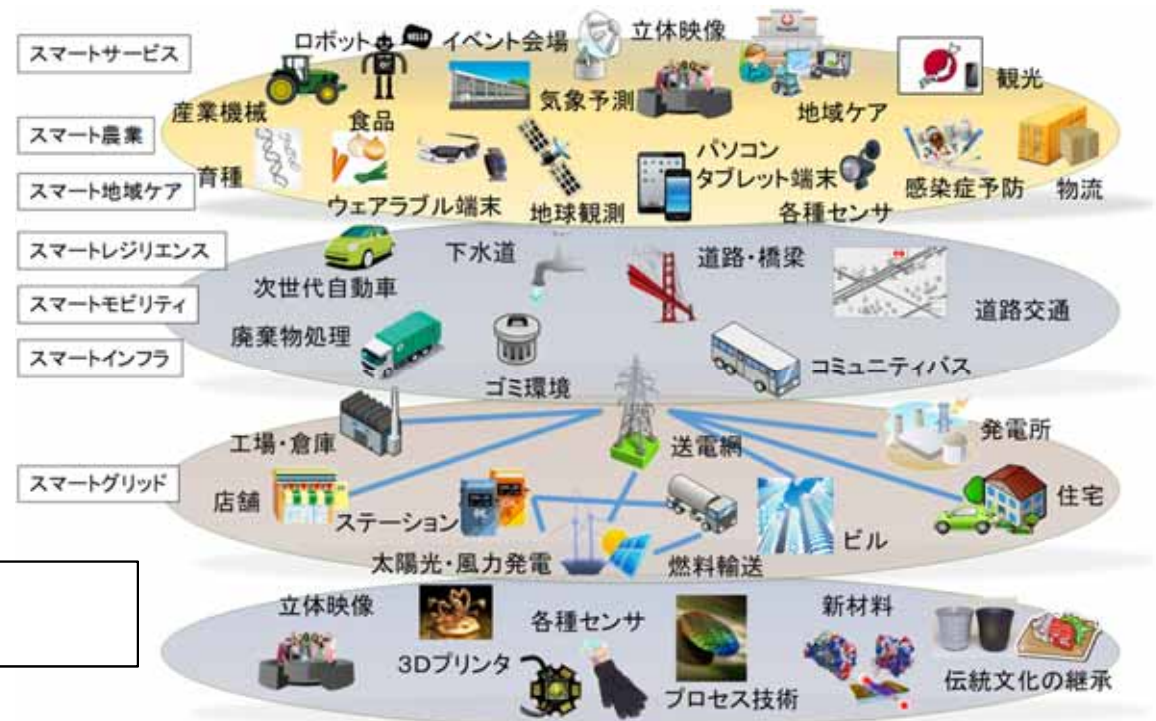 スマートサービス
ロボット
HELLO
イベント会場
立体映像
Hospital
観光
産業機械
食品
気象予測
地域ケア
スマート農業
育種
パソコン
タブレット端末
感染症予防
物流
スマート地域ケア
ウェアラブル端末
地球観測
各種センサ
スマートレジリエンス
下水道
道路・橋梁
次世代自動車
道路交通
スマートモビリティ
廃棄物処理
スマートインフラ
ゴミ環境
コミュニティバス
工場・倉庫
送電網
発電所
スマートグリッド
店舗
ステーション
住宅
ビル
太陽光・風力発電
燃料輸送
立体映像
各種センサ
新材料
3Dプリンタ
プロセス技術
伝統文化の継承